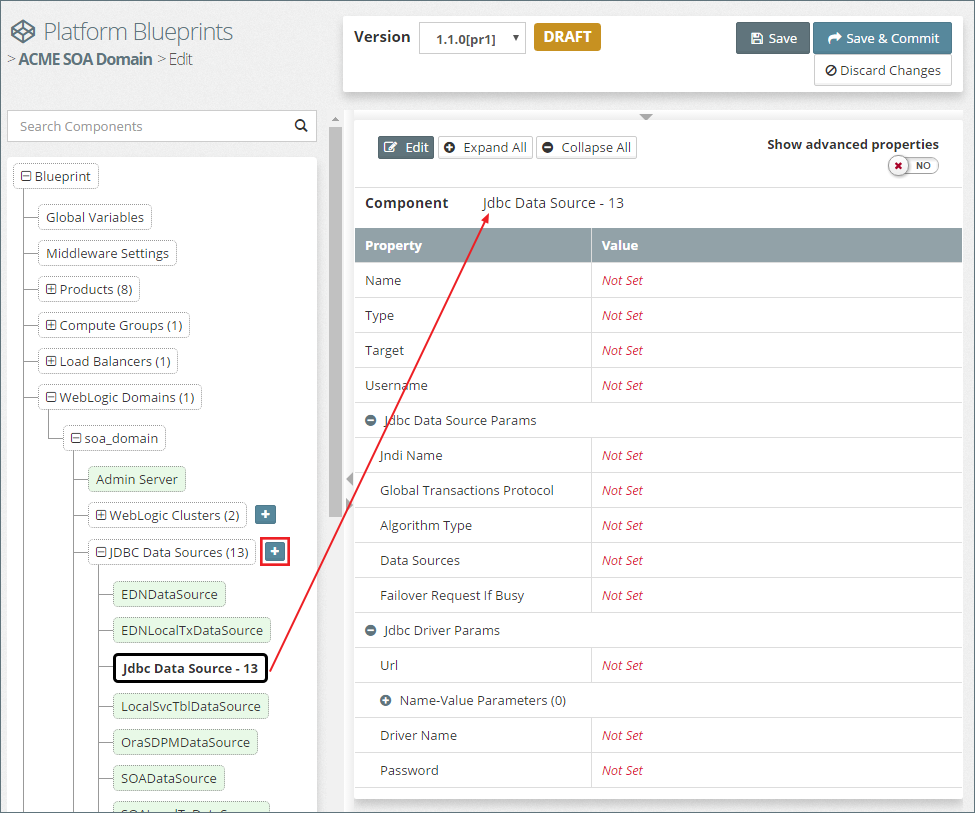 Platform Blueprints
> ACME SOA Domain > Edit
Version 1.1.0[pr1] DRAFT
Save
Save & Commit
Discard Changes
Search Components
Blueprint
Global Variables
Middleware Settings
Products (8)
Compute Groups (1)
Load Balancers (1)
WebLogic Domains (1)
soa_domain
Admin Server
WebLogic Clusters (2)
JDBC Data Sources (13)
EDNDataSource
EDNLocalTxDataSource
Jdbc Data Source - 13
LocalSvcTblDataSource
OraSDPMDataSource
SOADataSource
Edit Expand All Collapse All
Show advanced properties
NO
Component Jdbc Data Source - 13
Property Value
Name Not Set
Type Not Set
Target Not Set
Username Not Set
Jdbc Data Source Params
Jndi Name Not Set
Global Transactions Protocol Not Set
Algorithm Type Not Set
Data Sources Not Set
Failover Request If Busy Not Set
Jdbc Driver Params
Url Not Set
Name-Value Parameters (0)
Driver Name Not Set
Password Not Set